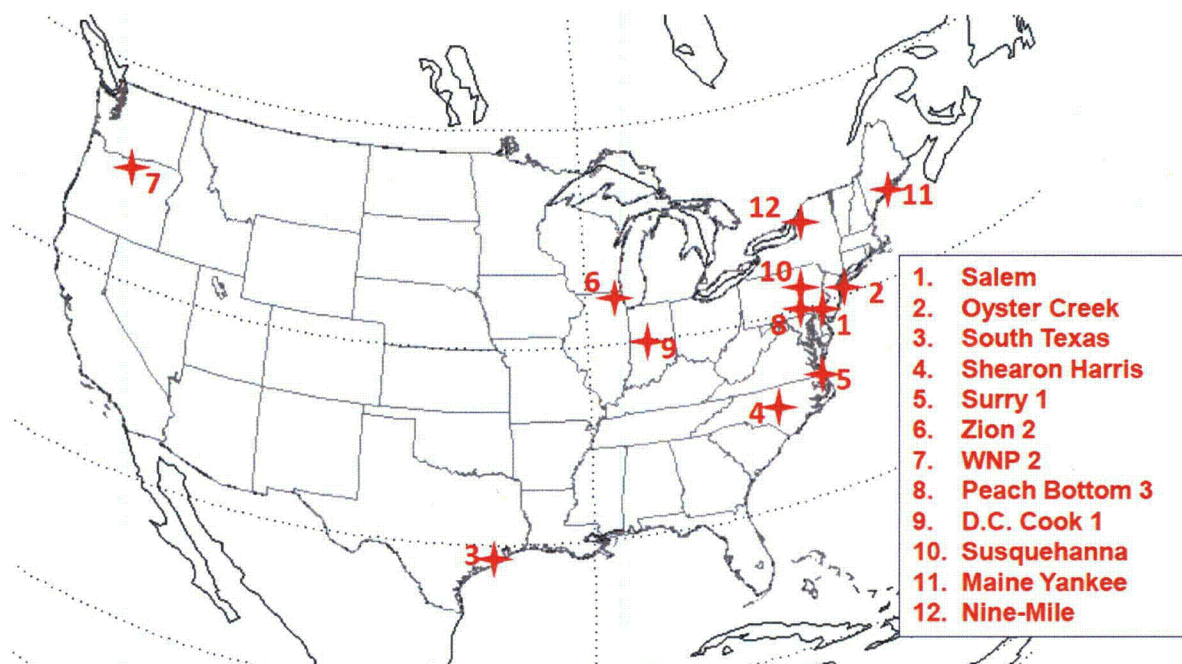 7
12
11
10
6
2
8
1
9
5
4
3
1. Salem
2. Oyster Creek
3. South Texas
4. Shearon Harris
5. Surry 1
6. Zion 2
7. WNP 2
8. Peach Bottom 3
9. D.C. Cook 1
10. Susquehanna
11. Maine Yankee
12. Nine-Mile